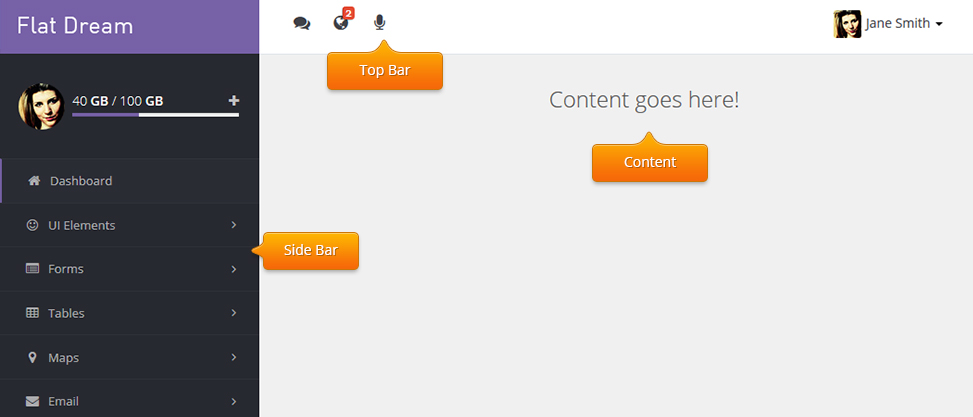 Flat Dream
2
Jane Smith
Top Bar
40 GB / 100 GB
Content goes here!
Content
Dashboard
UI Elements
Side Bar
Forms
Tables
Maps
Email